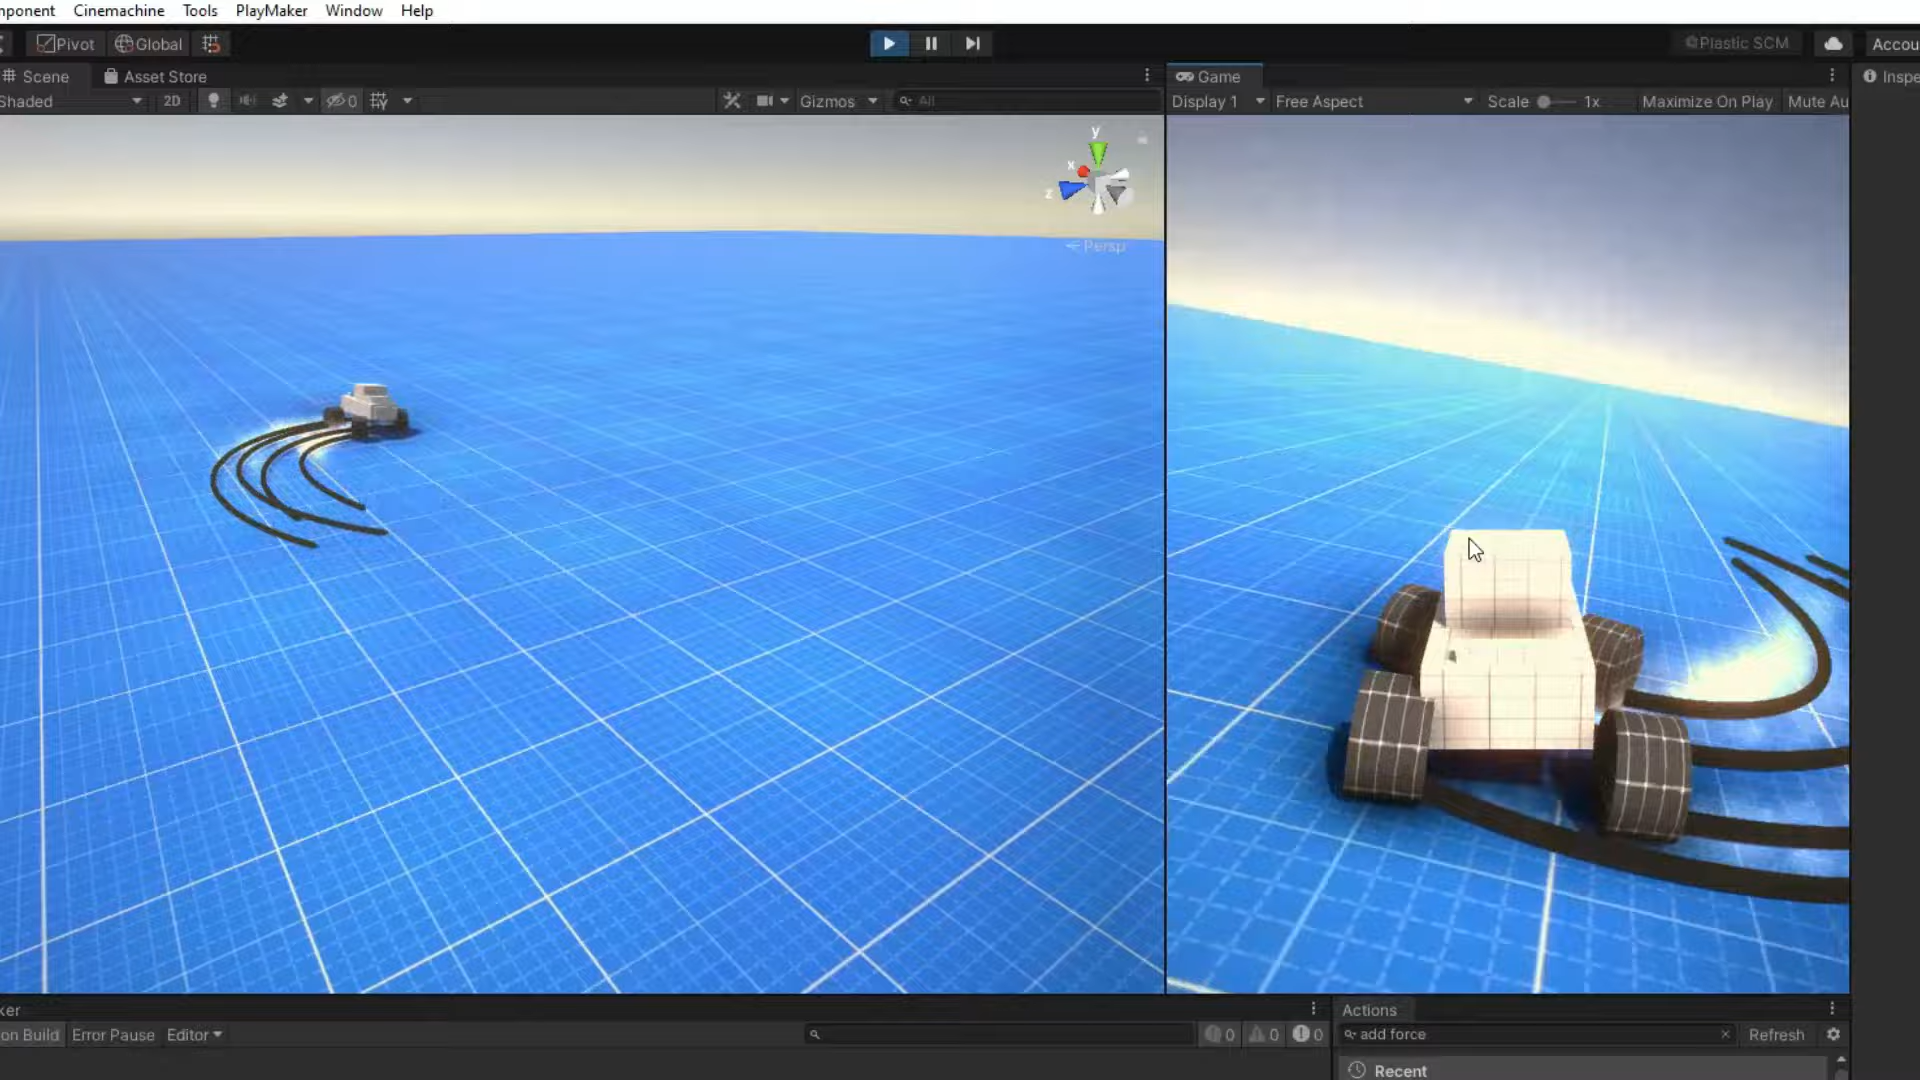 mponent Cinemachine Tools PlayMaker Window Help
Pivot Global Plastic SCM Accou
Scene Asset Store Game Inspe
Shaded 2D 0 Gizmos All Display 1 Free Aspect Scale 1x Maximize On Play Mute Au
y
x
z
Persp
ker Actions
on Build Error Pause Editor 0 0 0 add force Refresh
Recent